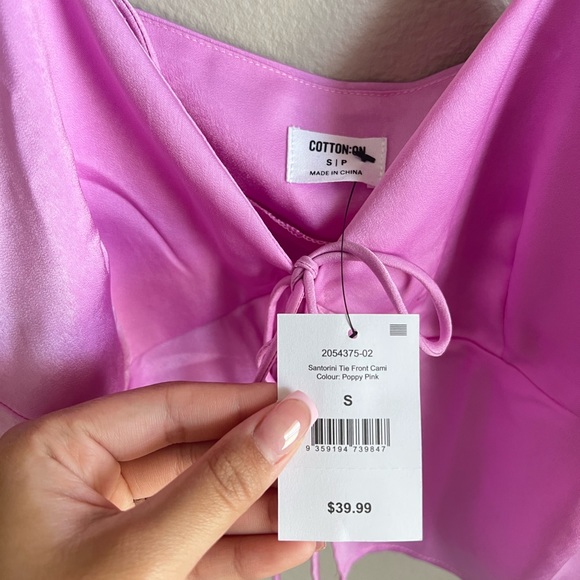 COTTON:ON
S | P
MADE IN CHINA
2054375-02
Santorini Tie Front Cami
Colour: Poppy Pink
S
9 359194 739847
$39.99